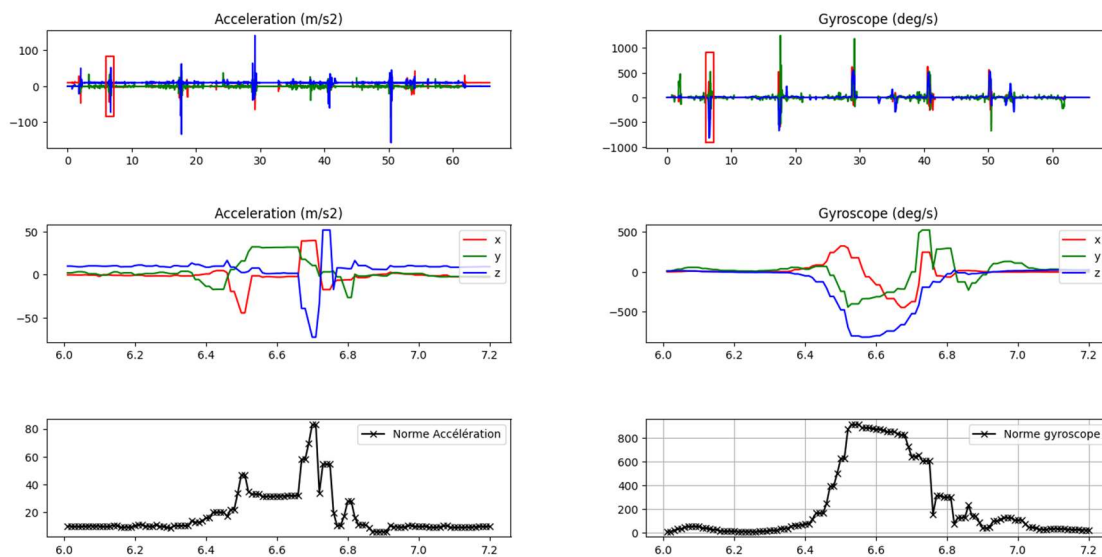 Acceleration (m/s2)
100
0
−100
0 10 20 30 40 50 60
Gyroscope (deg/s)
1000
500
0
−500
−1000
0 10 20 30 40 50 60
Acceleration (m/s2)
50
0
−50
x
y
z
6.0 6.2 6.4 6.6 6.8 7.0 7.2
Gyroscope (deg/s)
500
0
−500
x
y
z
6.0 6.2 6.4 6.6 6.8 7.0 7.2
80
60
40
20
Norme Accélération
6.0 6.2 6.4 6.6 6.8 7.0 7.2
800
600
400
200
0
Norme gyroscope
6.0 6.2 6.4 6.6 6.8 7.0 7.2